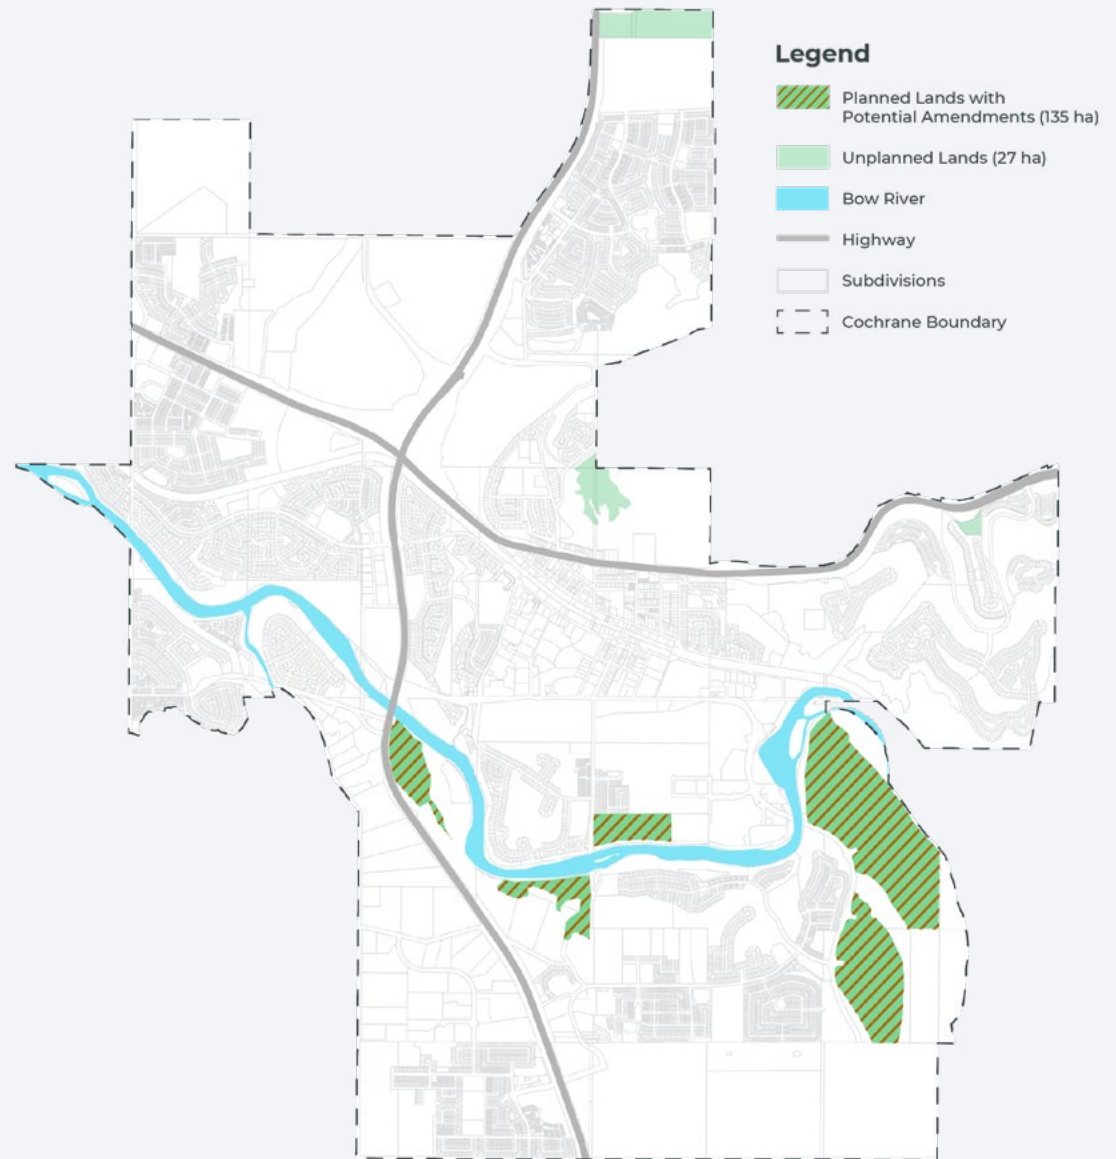 Legend
Planned Lands with
Potential Amendments (135 ha)
Unplanned Lands (27 ha)
Bow River
Highway
Subdivisions
Cochrane Boundary